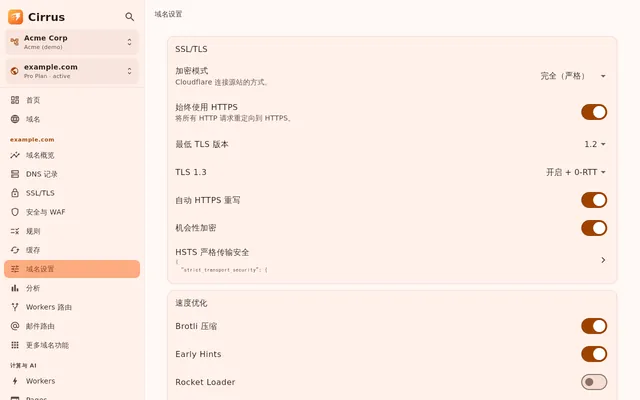 Cirrus
Acme Corp
Acme (demo)
example.com
Pro Plan · active
首页
域名
example.com
域名概览
DNS 记录
SSL/TLS
安全与 WAF
规则
缓存
域名设置
分析
Workers 路由
邮件路由
更多域名功能
计算与 AI
Workers
Pages
域名设置
SSL/TLS
加密模式
Cloudflare 连接源站的方式。
完全（严格）
始终使用 HTTPS
将所有 HTTP 请求重定向到 HTTPS。
最低 TLS 版本
1.2
TLS 1.3
开启 + 0-RTT
自动 HTTPS 重写
机会性加密
HSTS 严格传输安全
{
"strict_transport_security": {
速度优化
Brotli 压缩
Early Hints
Rocket Loader